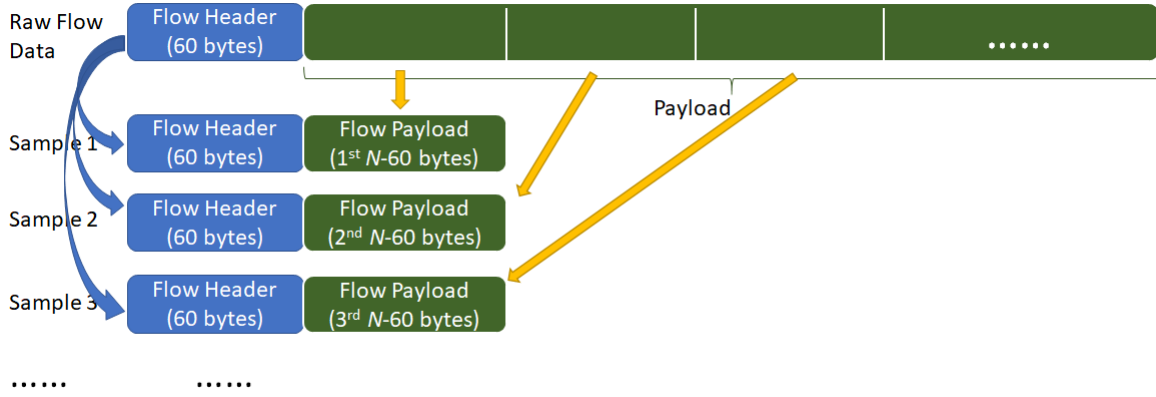 Raw Flow
Data
Flow Header
(60 bytes)
......
Payload
Sample 1
Flow Header
(60 bytes)
Flow Payload
(1st N-60 bytes)
Sample 2
Flow Header
(60 bytes)
Flow Payload
(2nd N-60 bytes)
Sample 3
Flow Header
(60 bytes)
Flow Payload
(3rd N-60 bytes)
...... ......